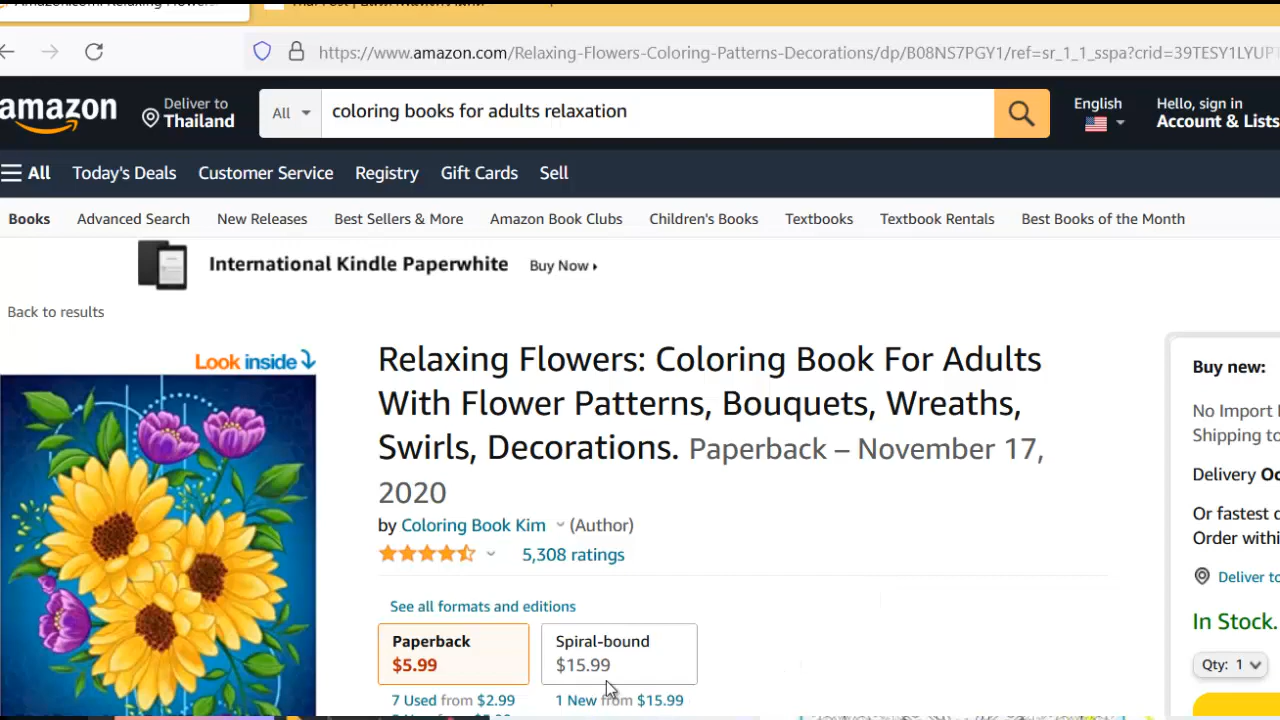 https://www.amazon.com/Relaxing-Flowers-Coloring-Patterns-Decorations/dp/B08NS7PGY1/ref=sr_1_1_sspa?crid=39TESY1LYUP
amazon
Deliver to
Thailand
All
coloring books for adults relaxation
English
Hello, sign in
Account & Lists
All Today's Deals Customer Service Registry Gift Cards Sell
Books Advanced Search New Releases Best Sellers & More Amazon Book Clubs Children's Books Textbooks Textbook Rentals Best Books of the Month
International Kindle Paperwhite Buy Now
Back to results
Look inside
Relaxing Flowers: Coloring Book For Adults
With Flower Patterns, Bouquets, Wreaths,
Swirls, Decorations. Paperback – November 17,
2020
by Coloring Book Kim (Author)
5,308 ratings
See all formats and editions
Paperback
$5.99
Spiral-bound
$15.99
7 Used from $2.99
1 New from $15.99
Buy new:
No Import
Shipping to
Delivery
Or fastest
Order within
Deliver to
In Stock.
Qty: 1